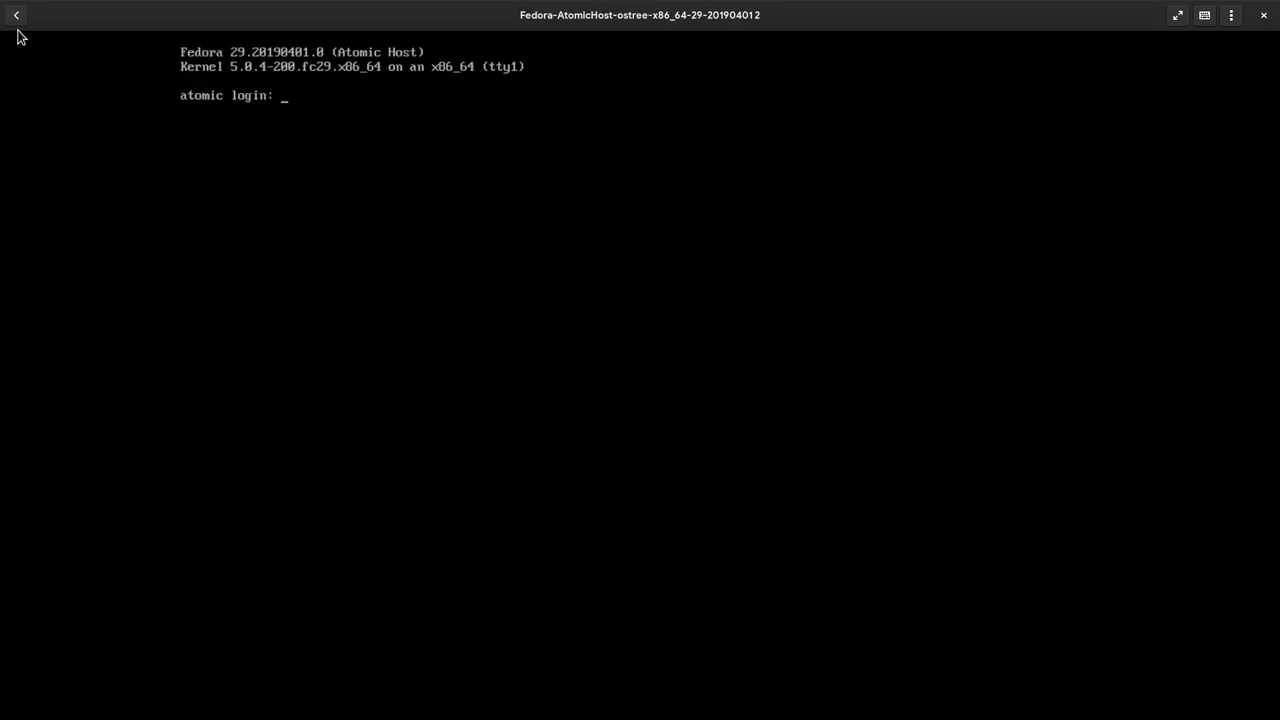 Fedora-AtomicHost-ostree-x86_64-29-201904012
Fedora 29.20190401.0 (Atomic Host)
Kernel 5.0.4-200.fc29.x86_64 on an x86_64 (tty1)
atomic login: _